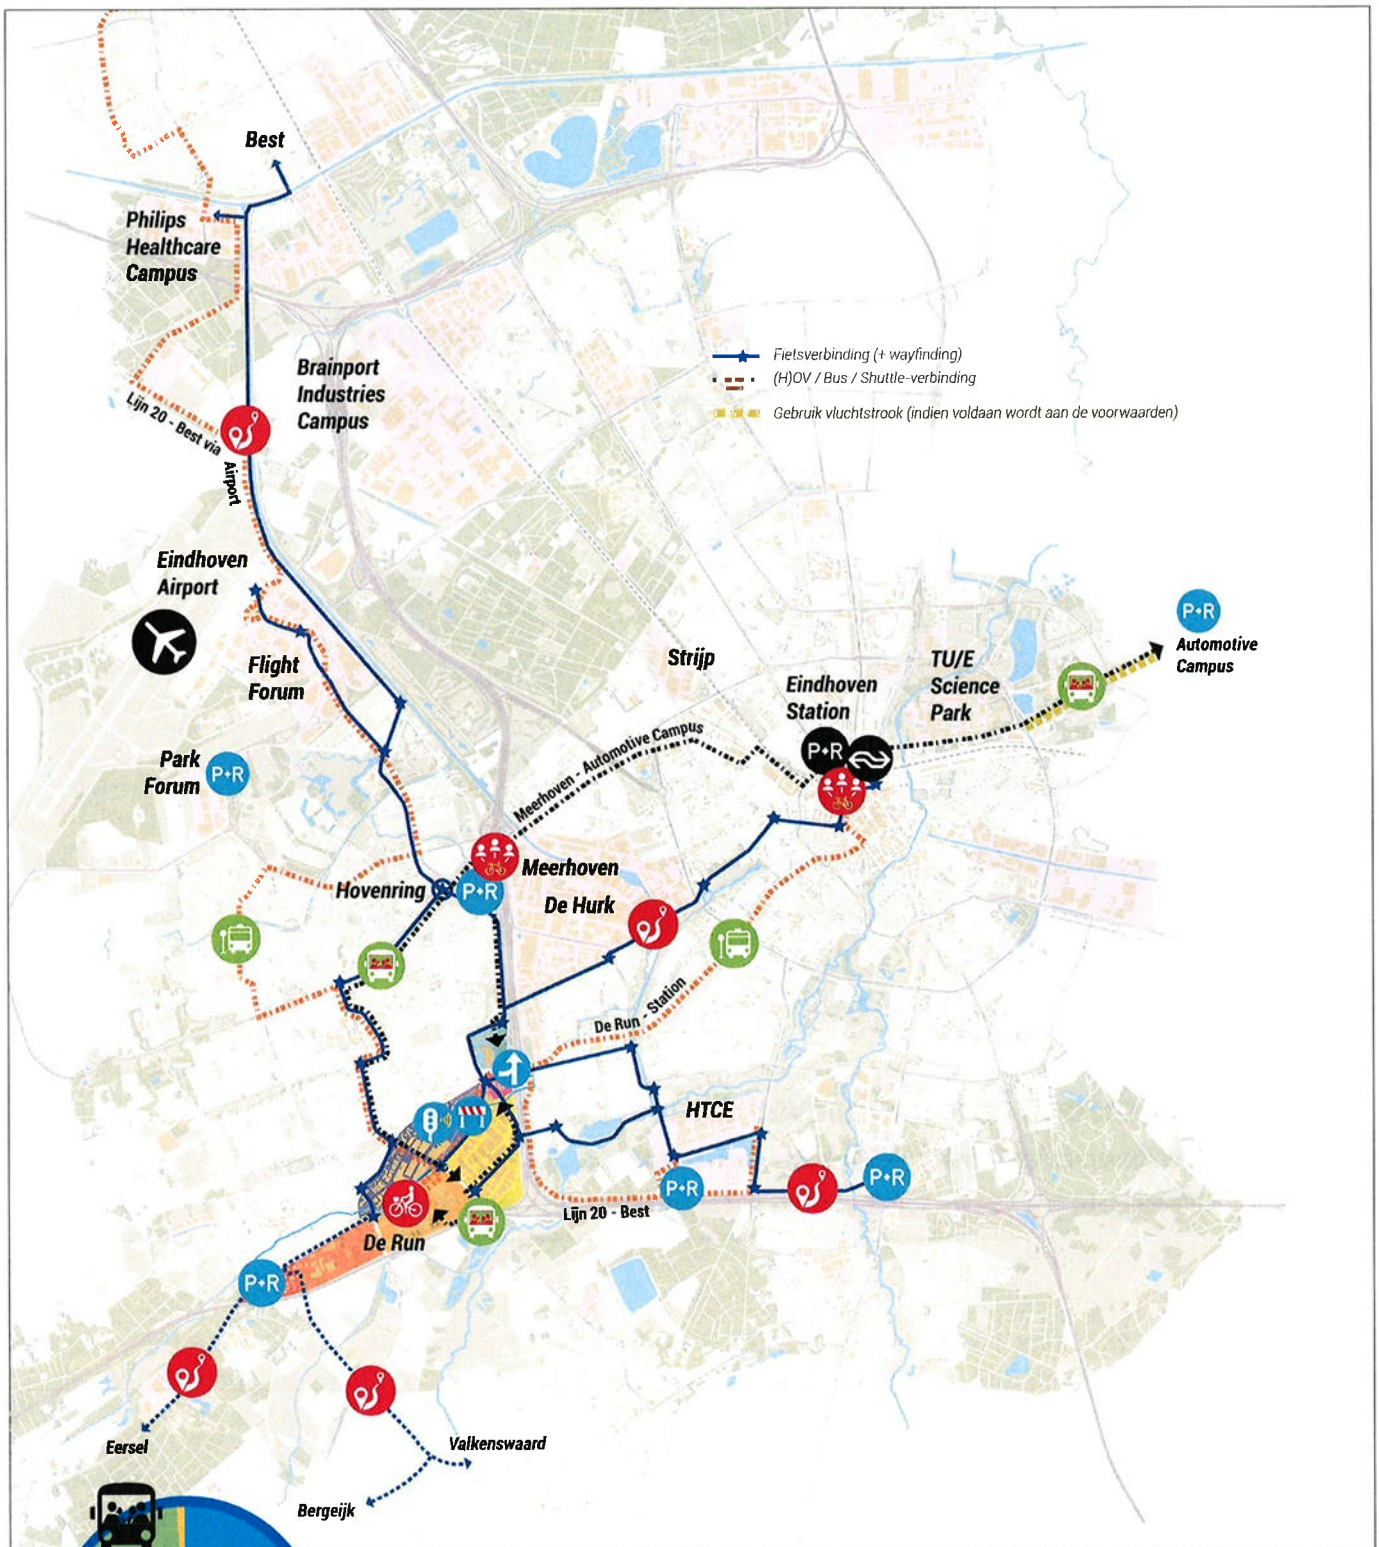 Best
Philips
Healthcare
Campus
Brainport
Industries
Campus
Fietsverbinding (+ wayfinding)
(H)OV / Bus / Shuttle-verbinding
Gebruik vluchtstrook (indien voldaan wordt aan de voorwaarden)
Lijn 20 - Best via
Airport
Eindhoven
Airport
Flight
Forum
Strijp
Eindhoven
Station
TU/E
Science
Park
P+R
Automotive
Campus
P+R
Park
Forum
P+R
Meerhoven - Automotive Campus
Meerhoven
Hovenring
P+R
De Hurk
De Run - Station
HTCE
P+R
P+R
Lijn 20 - Best
De Run
P+R
Eersel
Valkenswaard
Bergeijk